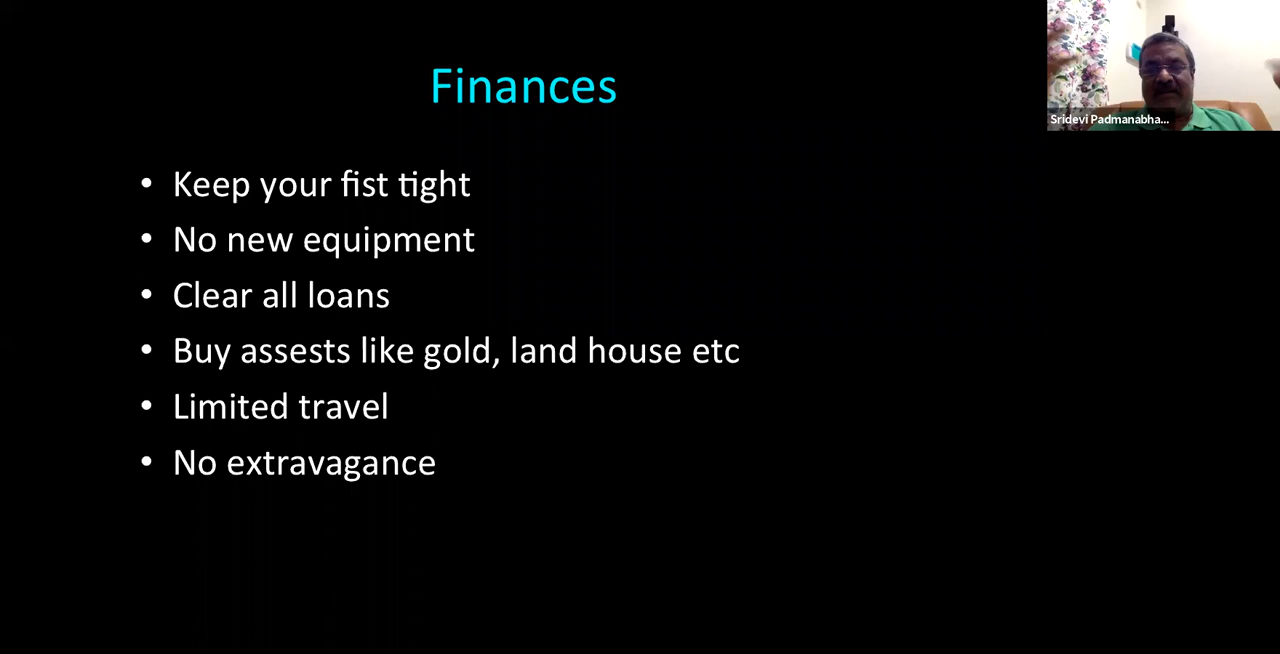 Finances
Sridevi Padmanabha...
• Keep your fist tight
• No new equipment
• Clear all loans
• Buy assests like gold, land house etc
• Limited travel
• No extravagance